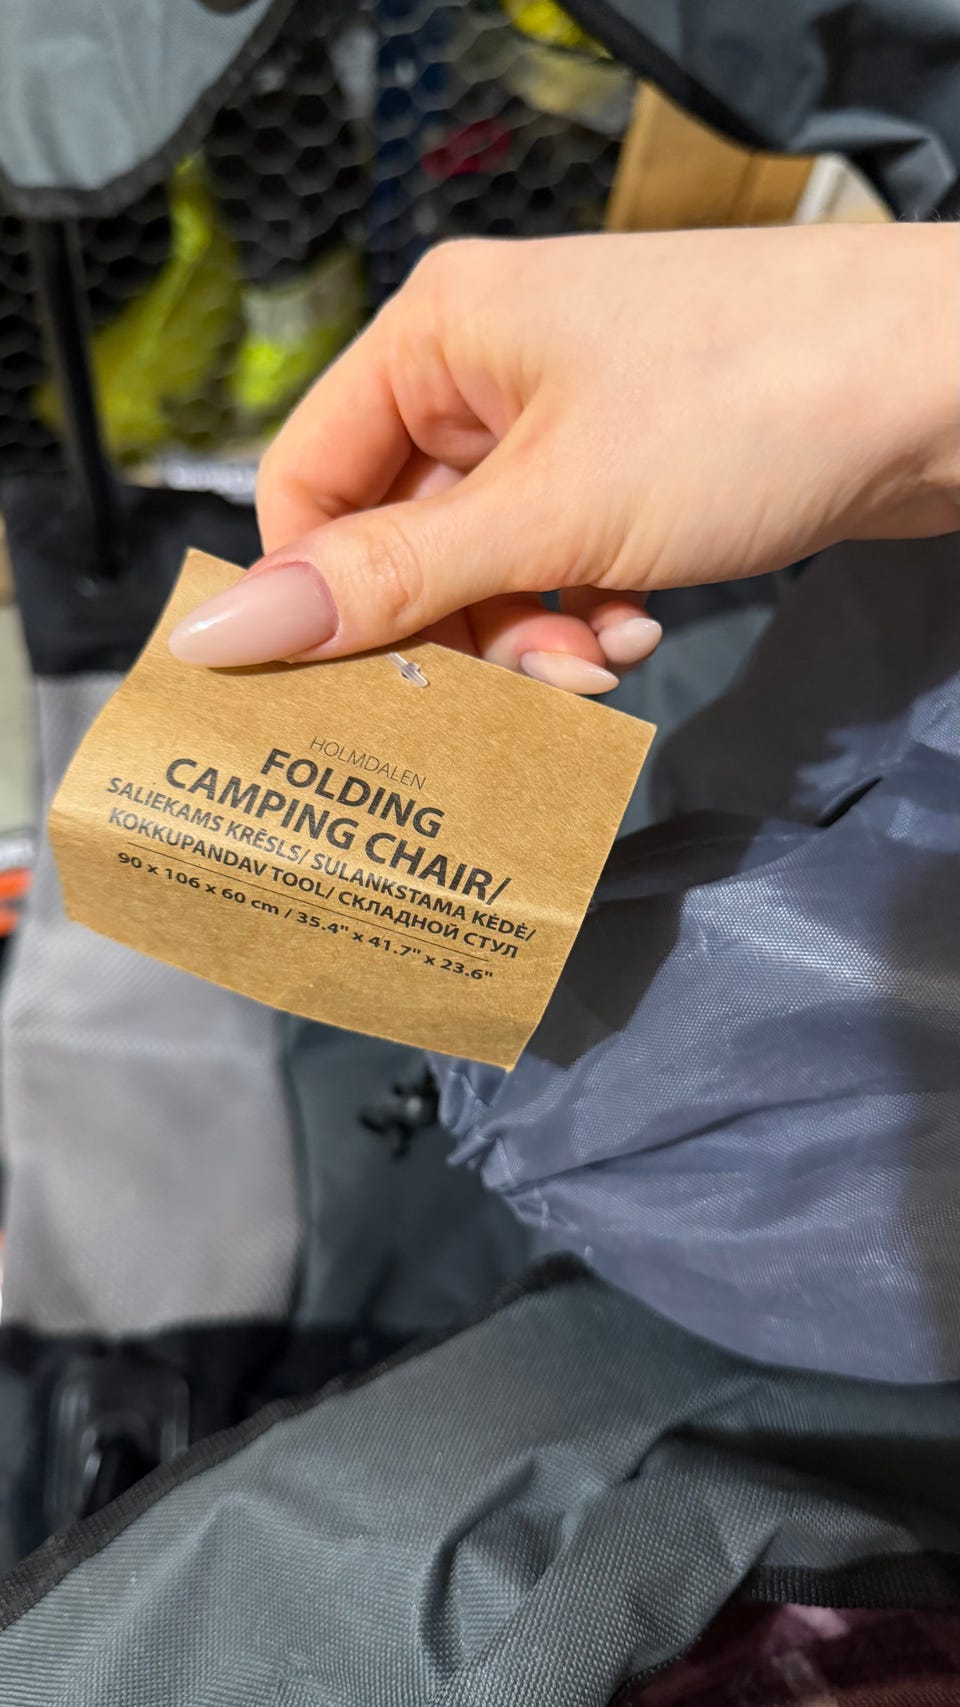 HOLMDALEN
FOLDING
CAMPING CHAIR/
SALIEKAMS KRĒSLS/ SULANKSTAMA KĖDĖ/
KOKKUPANDAV TOOL/ СКЛАДНОЙ СТУЛ
90 x 106 x 60 cm / 35.4" x 41.7" x 23.6"